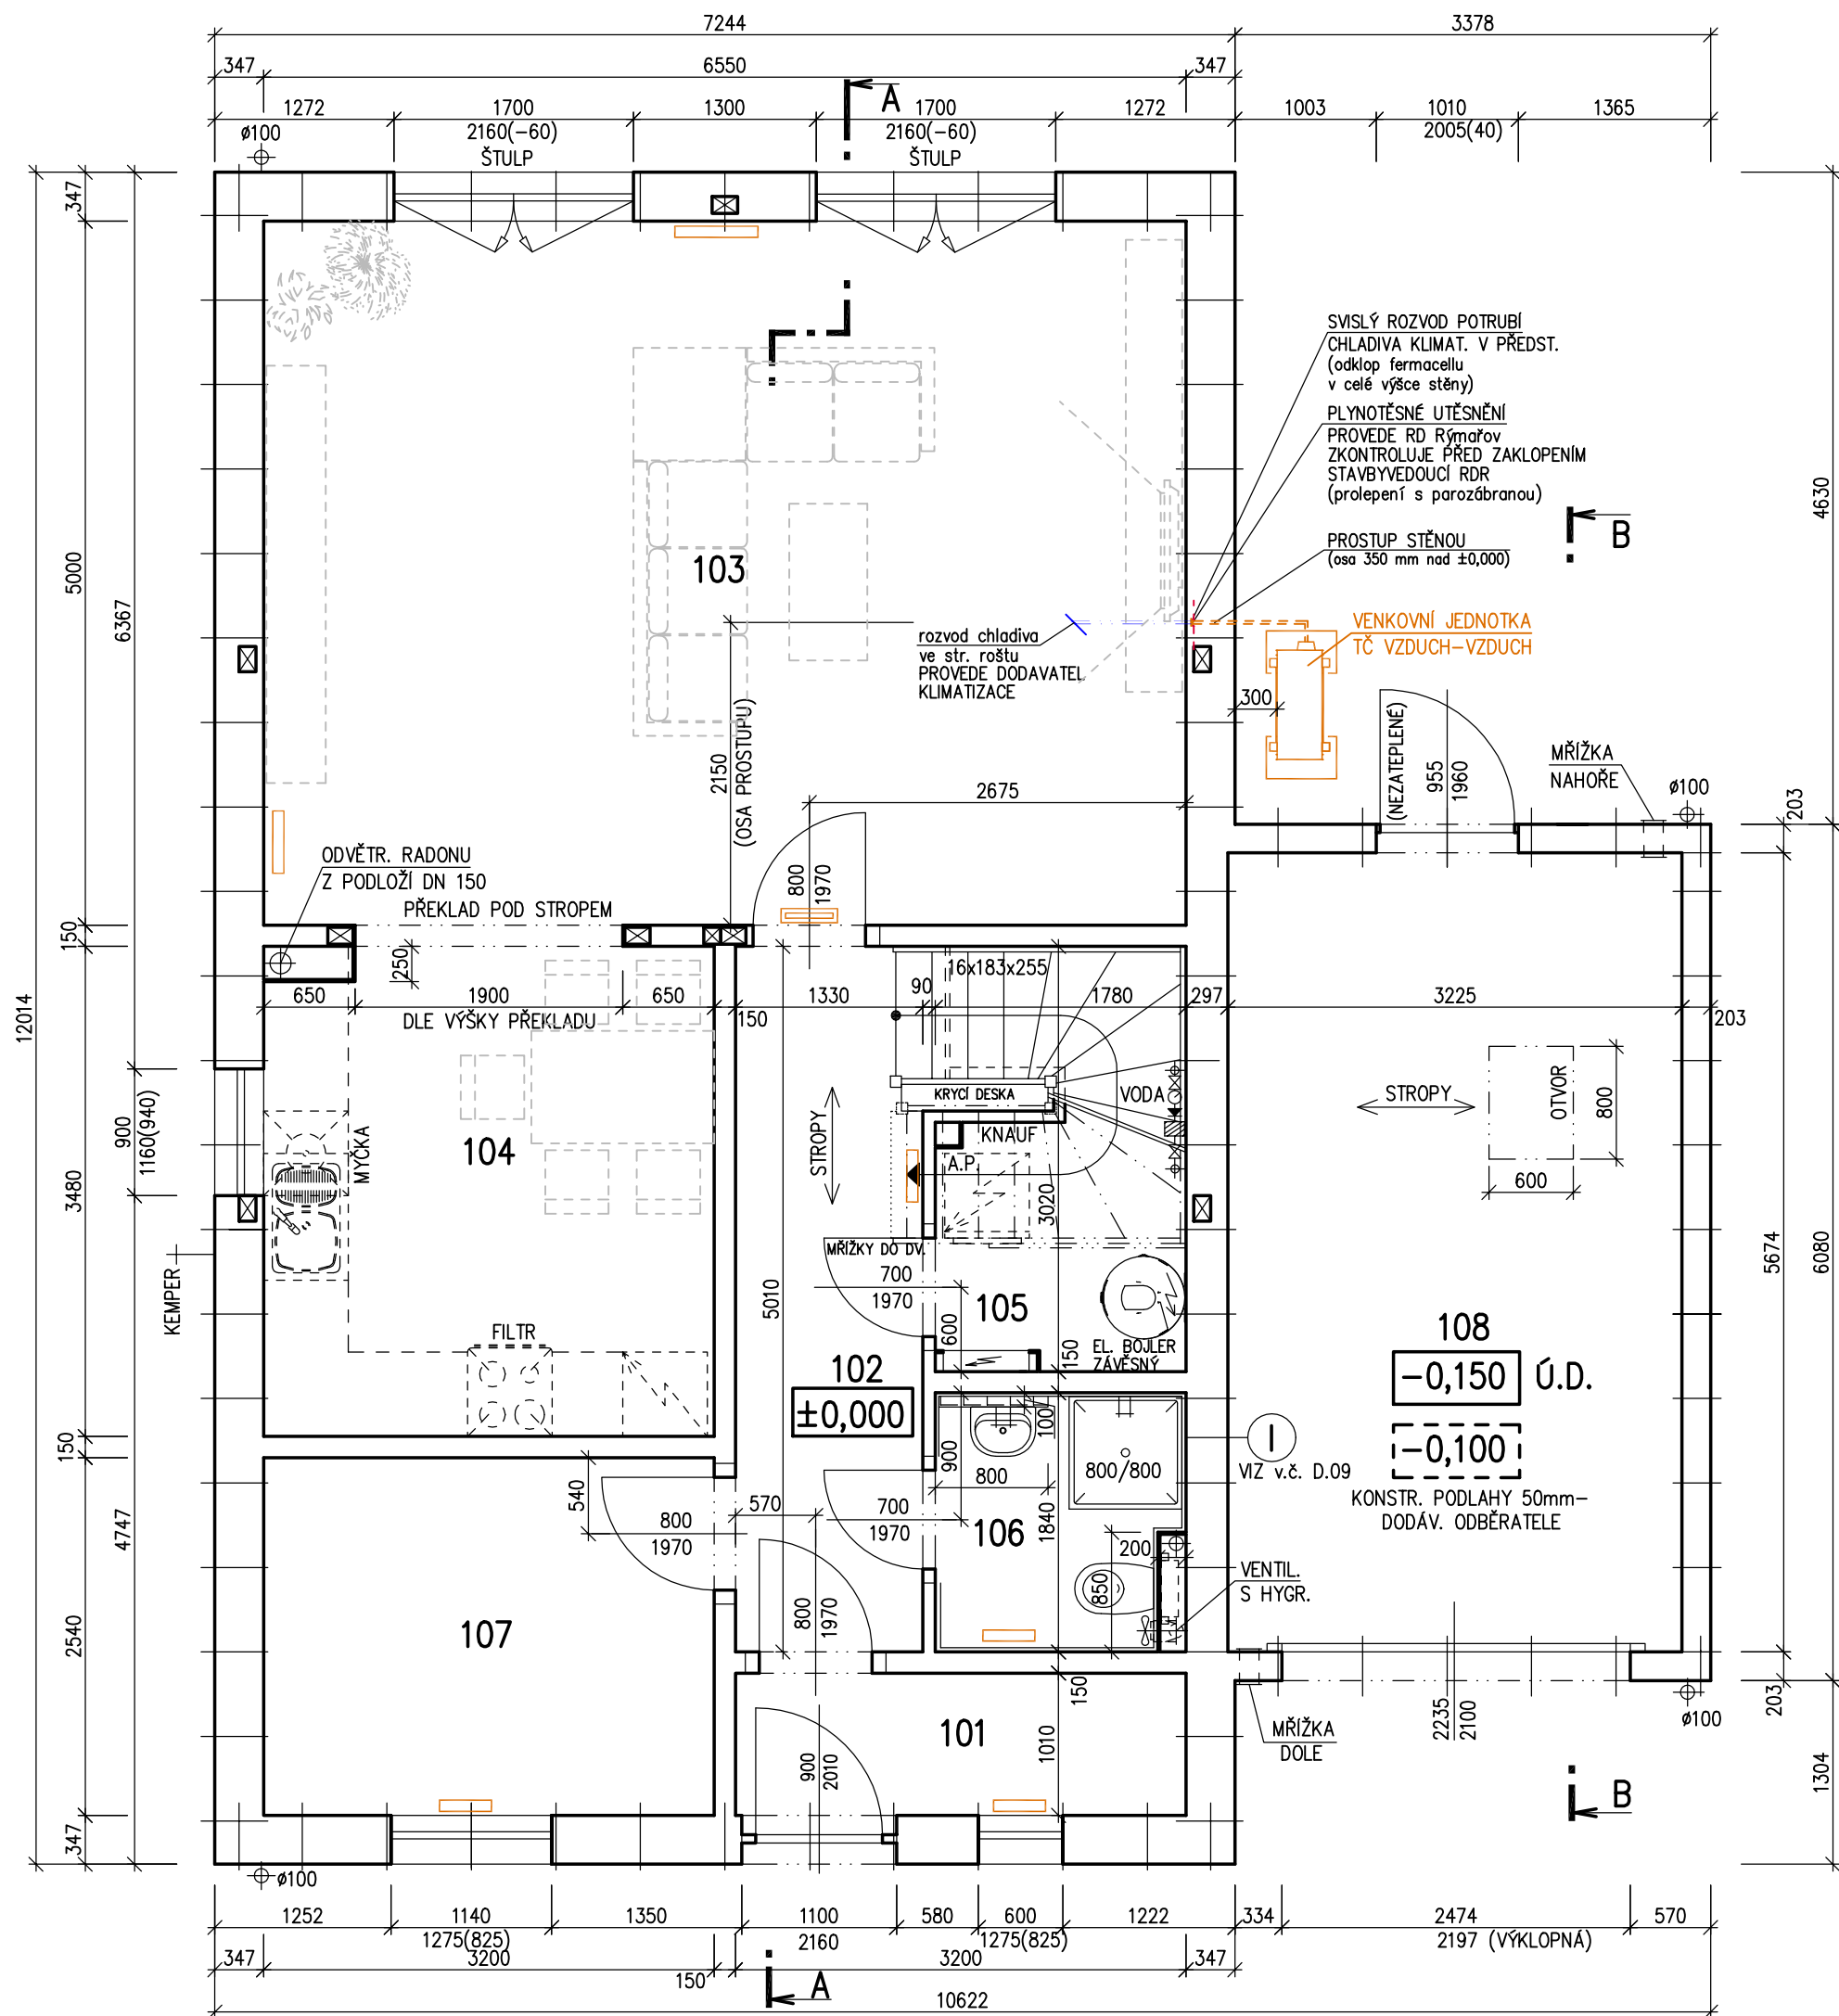 7244
3378
347
6550
347
A
1272
1700
1300
1700
1272
1003
1010
1365
2160(-60)
2160(-60)
2005(40)
ø100
ŠTULP
ŠTULP
347
SVISLÝ ROZVOD POTRUBÍ
CHLADIVA KLIMAT. V PŘEDST.
(odklop fermacellu
v celé výšce stěny)
PLYNOTĚSNÉ UTĚSNĚNÍ
PROVEDE RD Rýmařov
ZKONTROLUJE PŘED ZAKLOPENÍM
STAVBYVEDOUCÍ RDR
(prolepení s parozábranou)
4630
B
PROSTUP STĚNOU
(osa 350 mm nad ±0,000)
5000
6367
103
VENKOVNÍ JEDNOTKA
TČ VZDUCH-VZDUCH
rozvod chladiva
ve str. roštu
PROVEDE DODAVATEL
KLIMATIZACE
300
2150
(OSA PROSTUPU)
(NEZATEPLENÉ)
955
1960
MŘÍŽKA
NAHOŘE
ø100
203
2675
ODVĚTR. RADONU
Z PODLOŽÍ DN 150
800
1970
PŘEKLAD POD STROPEM
150
250
16x183x255
650
1900
650
1330
90
1780
297
3225
DLE VÝŠKY PŘEKLADU
150
203
12014
900
1160(940)
3480
MYČKA
104
STROPY
KRYCÍ DESKA
VODA
KNAUF
A.P.
3020
STROPY
OTVOR
800
600
5674
6080
KEMPER
MŘÍŽKY DO DV.
700
1970
5010
105
600
150
EL. BOJLER
ZÁVĚSNÝ
FILTR
102
±0,000
108
-0,150
Ú.D.
-0,100
KONSTR. PODLAHY 50mm-
DODÁV. ODBĚRATELE
150
100
900
800
800/800
I
VIZ v.č. D.09
540
570
800
1970
700
1970
106
1840
200
850
VENTIL.
S HYGR.
4747
2540
107
800
1970
150
101
1010
900
2010
MŘÍŽKA
DOLE
2235
2100
ø100
203
1304
B
347
ø100
1252
1140
1350
1100
580
600
1222
334
2474
570
1275(825)
2160
1275(825)
2197 (VÝKLOPNÁ)
347
3200
150
3200
347
A
10622